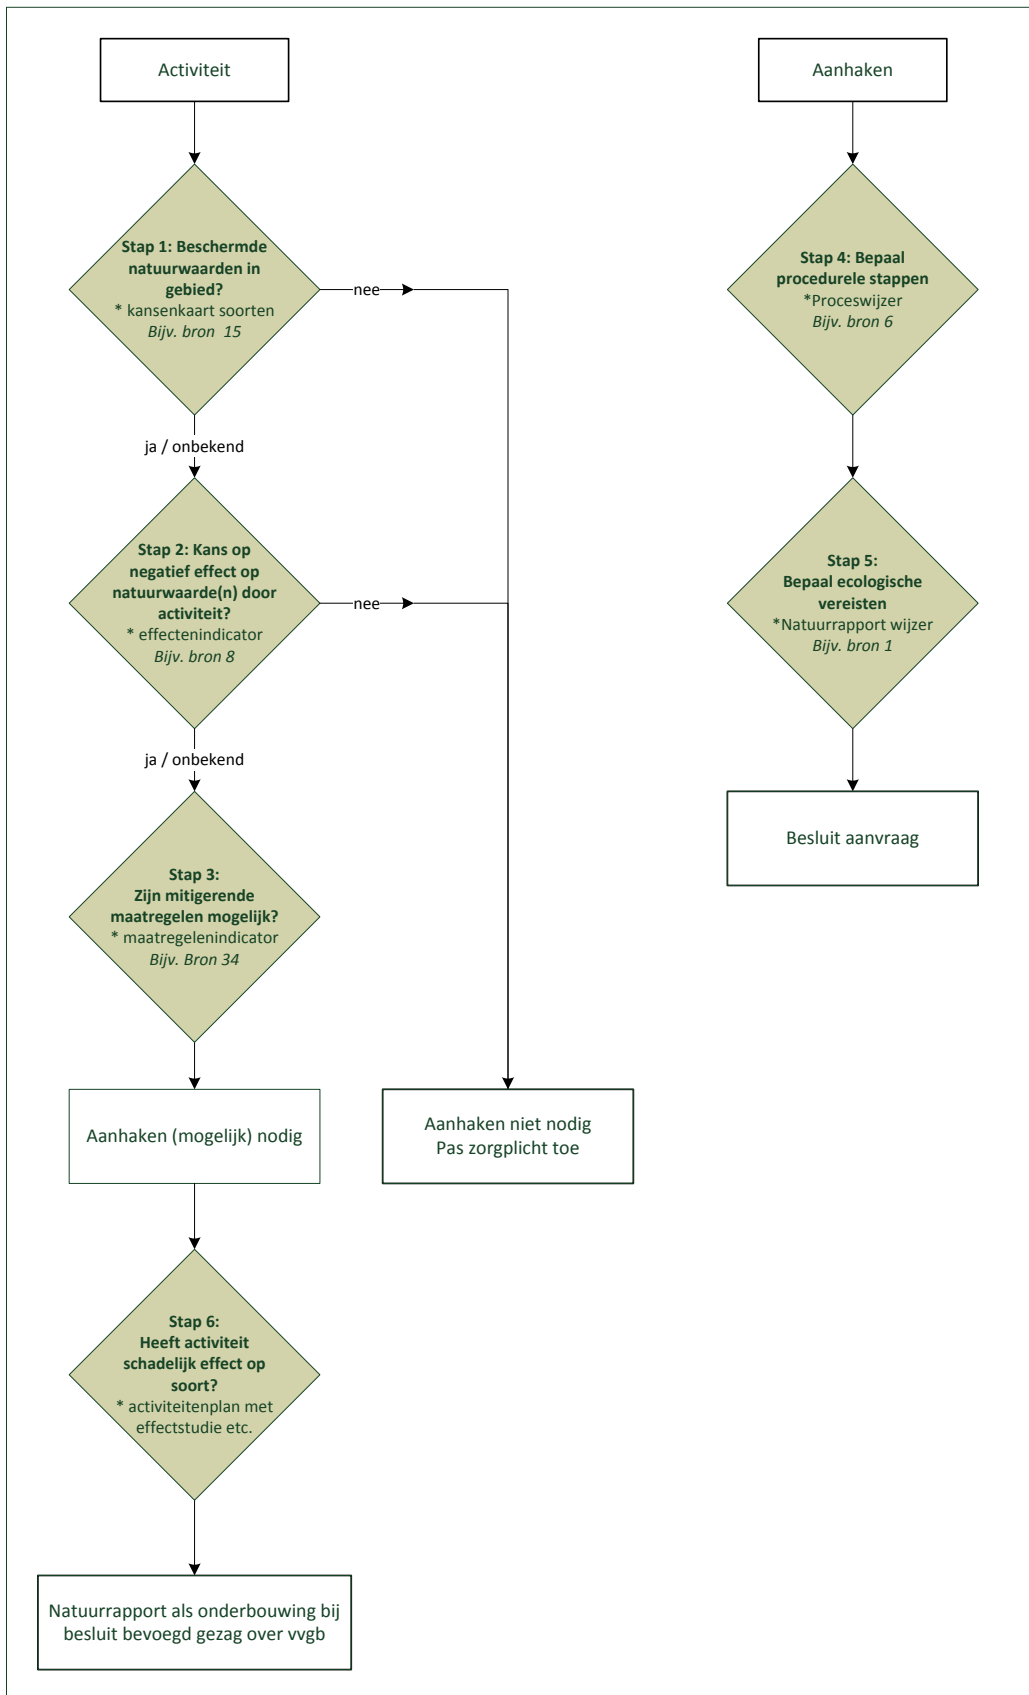 Activiteit
Stap 1: Beschermde
natuurwaarden in
gebied?
* kansenkaart soorten
Bijv. bron 15
nee
ja / onbekend
Stap 2: Kans op
negatief effect op
natuurwaarde(n) door
activiteit?
* effectenindicator
Bijv. bron 8
nee
ja / onbekend
Stap 3:
Zijn mitigerende
maatregelen mogelijk?
* maatregelenindicator
Bijv. Bron 34
Aanhaken (mogelijk) nodig
Aanhaken niet nodig
Pas zorgplicht toe
Stap 6:
Heeft activiteit
schadelijk effect op
soort?
* activiteitenplan met
effectstudie etc.
Natuurrapport als onderbouwing bij
besluit bevoegd gezag over vvgb
Aanhaken
Stap 4: Bepaal
procedurele stappen
*Proceswijzer
Bijv. bron 6
Stap 5:
Bepaal ecologische
vereisten
*Natuurrapport wijzer
Bijv. bron 1
Besluit aanvraag